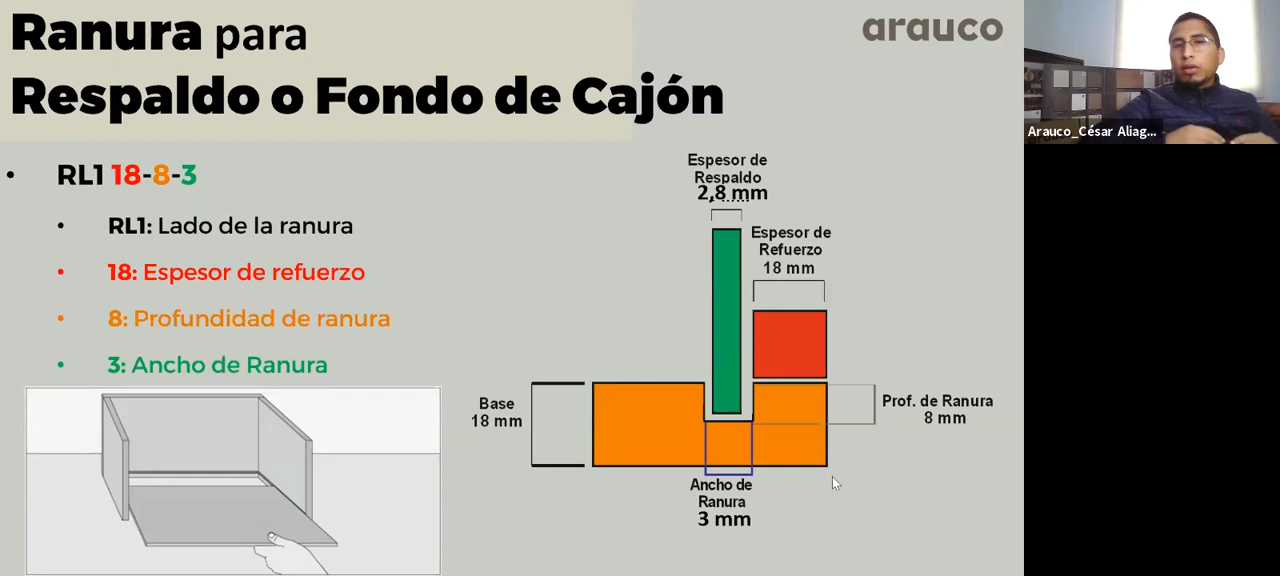 Ranura para
Respaldo o Fondo de Cajón
arauco
Arauco_César Aliag...
• RL1 18-8-3
• RL1: Lado de la ranura
• 18: Espesor de refuerzo
• 8: Profundidad de ranura
• 3: Ancho de Ranura
Espesor de
Respaldo
2,8 mm
Espesor de
Refuerzo
18 mm
Base
18 mm
Prof. de Ranura
8 mm
Ancho de
Ranura
3 mm